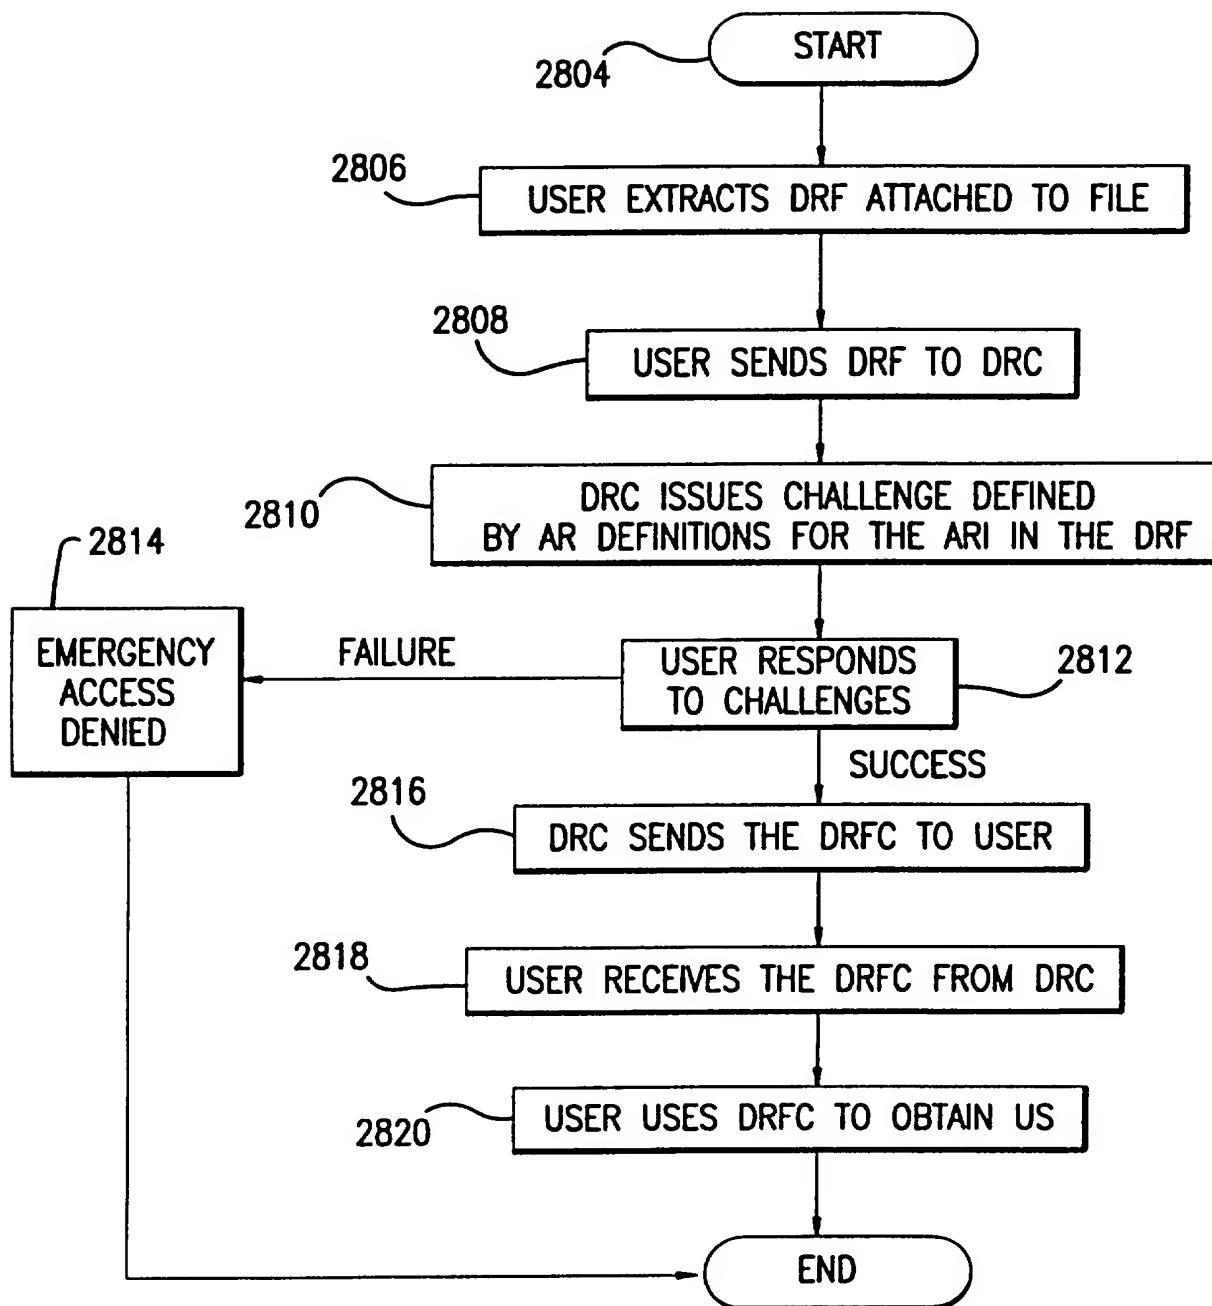 START
2804
2806
USER EXTRACTS DRF ATTACHED TO FILE
2808
USER SENDS DRF TO DRC
2810
DRC ISSUES CHALLENGE DEFINED
BY AR DEFINITIONS FOR THE ARI IN THE DRF
2814
EMERGENCY
ACCESS
DENIED
FAILURE
USER RESPONDS
TO CHALLENGES
2812
SUCCESS
2816
DRC SENDS THE DRFC TO USER
2818
USER RECEIVES THE DRFC FROM DRC
2820
USER USES DRFC TO OBTAIN US
END